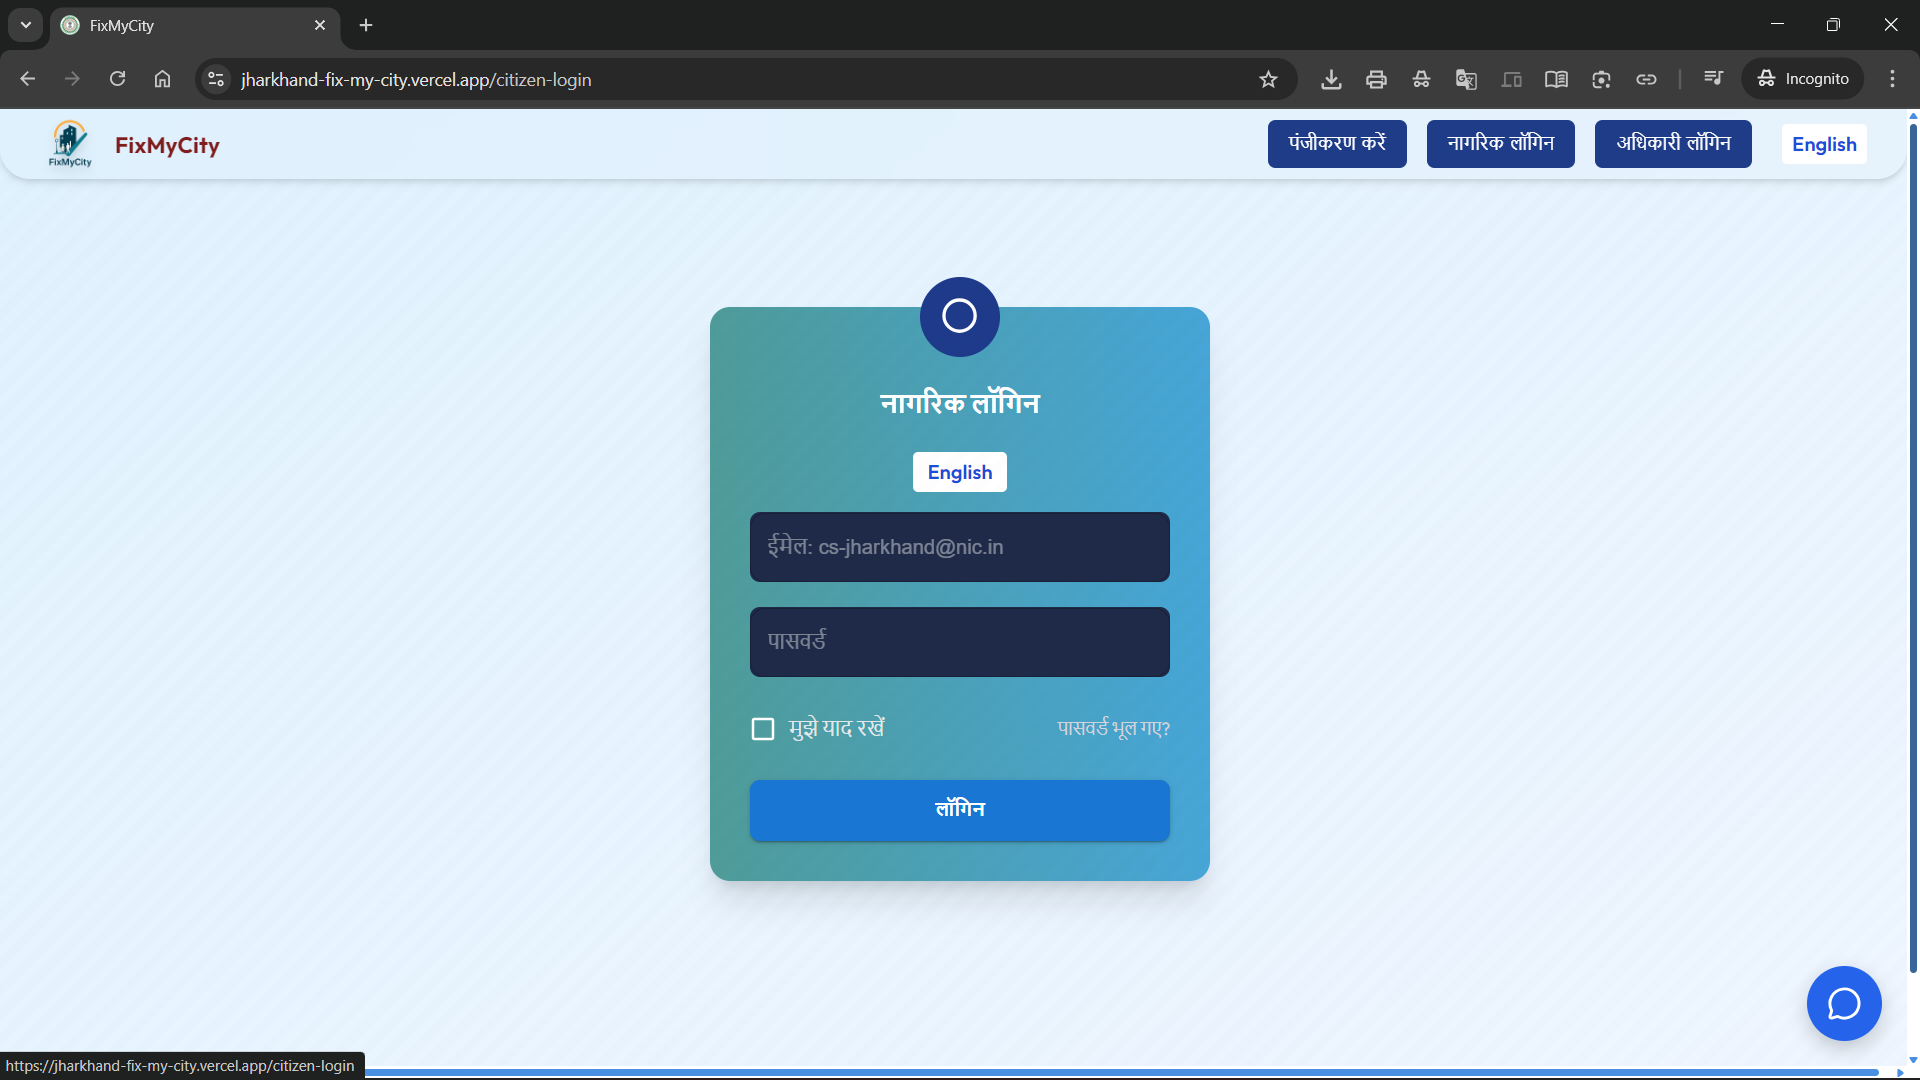 FixMyCity
jharkhand-fix-my-city.vercel.app/citizen-login
Incognito
FixMyCity
FixMyCity
पंजीकरण करें
नागरिक लॉगिन
अधिकारी लॉगिन
English
नागरिक लॉगिन
English
ईमेल: cs-jharkhand@nic.in
पासवर्ड
मुझे याद रखें
पासवर्ड भूल गए?
लॉगिन
https://jharkhand-fix-my-city.vercel.app/citizen-login